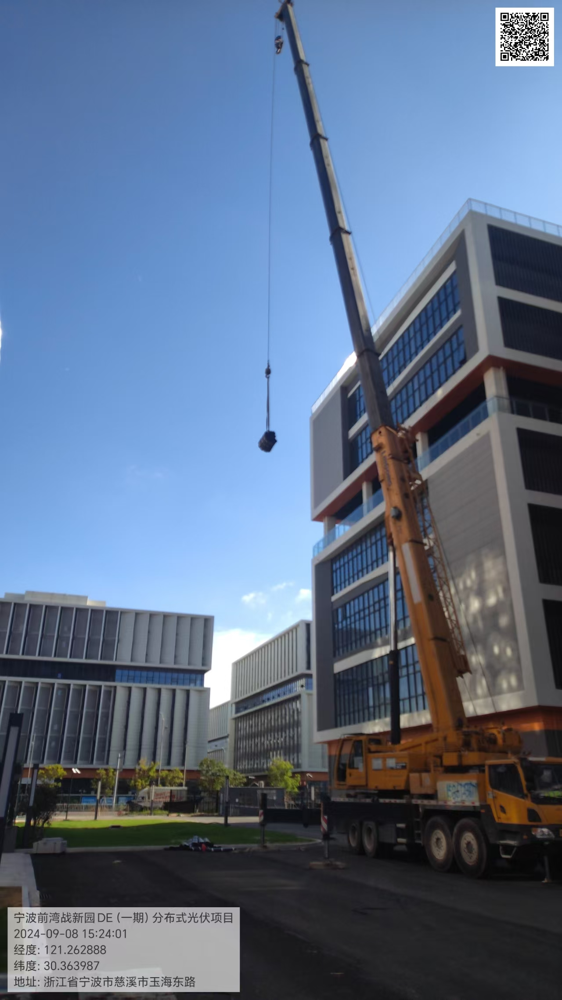 宁波前湾战新园DE（一期）分布式光伏项目
2024-09-08 15:24:01
经度: 121.262888
纬度: 30.363987
地址: 浙江省宁波市慈溪市玉海东路